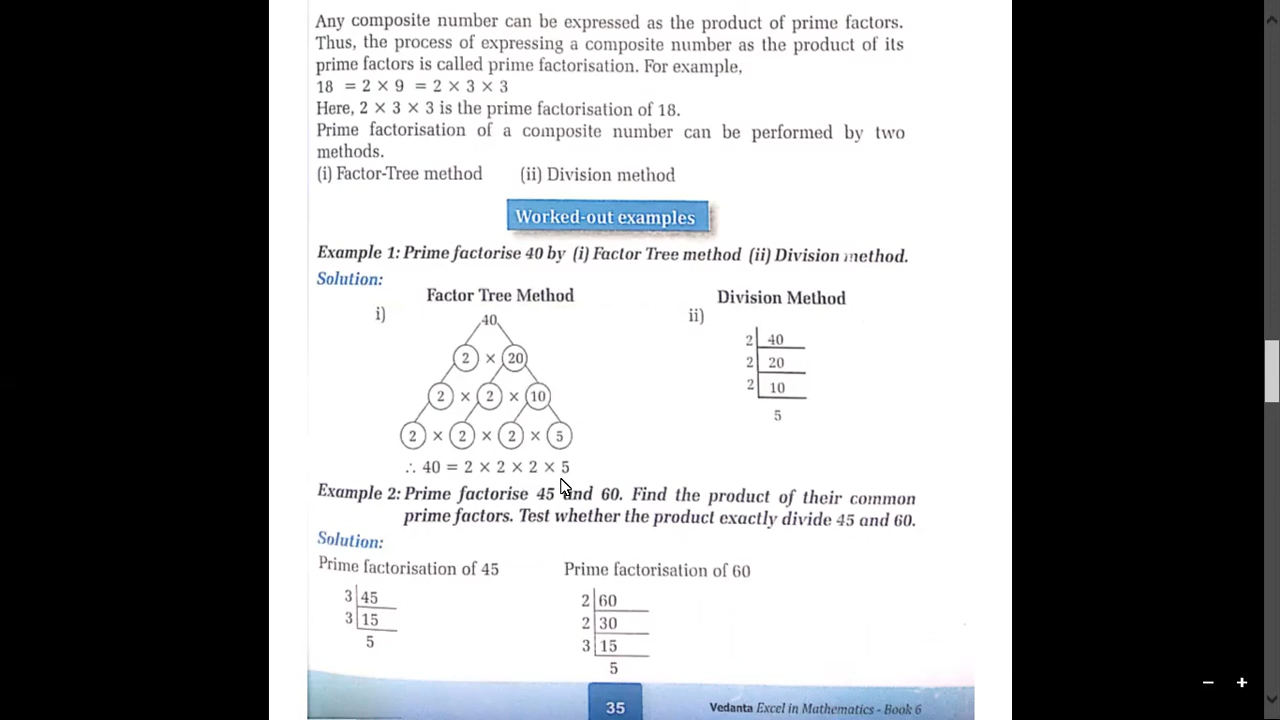 Any composite number can be expressed as the product of prime factors.
Thus, the process of expressing a composite number as the product of its
prime factors is called prime factorisation. For example,
18 = 2 × 9 = 2 × 3 × 3
Here, 2 × 3 × 3 is the prime factorisation of 18.
Prime factorisation of a composite number can be performed by two
methods.
(i) Factor-Tree method (ii) Division method
Worked-out examples
Example 1: Prime factorise 40 by (i) Factor Tree method (ii) Division method.
Solution:
Factor Tree Method
i)
40
2 × 20
2 × 2 × 10
2 × 2 × 2 × 5
∴ 40 = 2 × 2 × 2 × 5
Division Method
ii)
2 40
2 20
2 10
5
Example 2: Prime factorise 45 and 60. Find the product of their common
prime factors. Test whether the product exactly divide 45 and 60.
Solution:
Prime factorisation of 45
3 45
3 15
5
Prime factorisation of 60
2 60
2 30
3 15
5
35
Vedanta Excel in Mathematics - Book 6